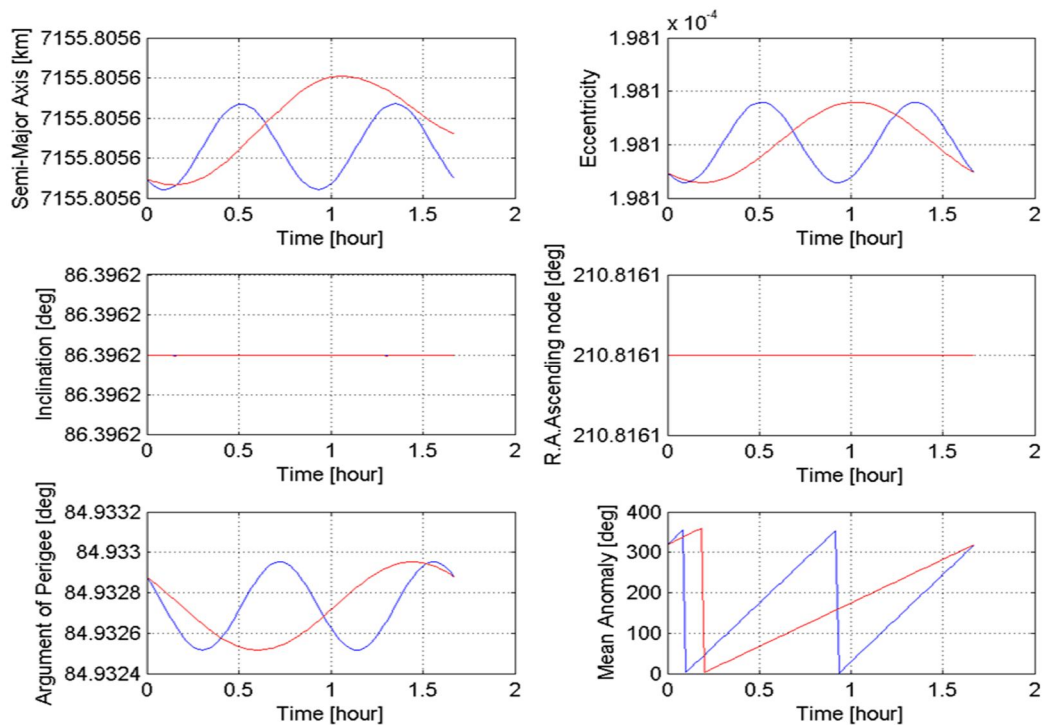 Semi-Major Axis [km]
7155.8056
7155.8056
7155.8056
7155.8056
7155.8056
0 0.5 1 1.5 2
Time [hour]
x 10⁻⁴
Eccentricity
1.981
1.981
1.981
1.981
0 0.5 1 1.5 2
Time [hour]
Inclination [deg]
86.3962
86.3962
86.3962
86.3962
86.3962
0 0.5 1 1.5 2
Time [hour]
R.A.Ascending node [deg]
210.8161
210.8161
210.8161
0 0.5 1 1.5 2
Time [hour]
Argument of Perigee [deg]
84.9332
84.933
84.9328
84.9326
84.9324
0 0.5 1 1.5 2
Time [hour]
Mean Anomaly [deg]
400
300
200
100
0
0 0.5 1 1.5 2
Time [hour]